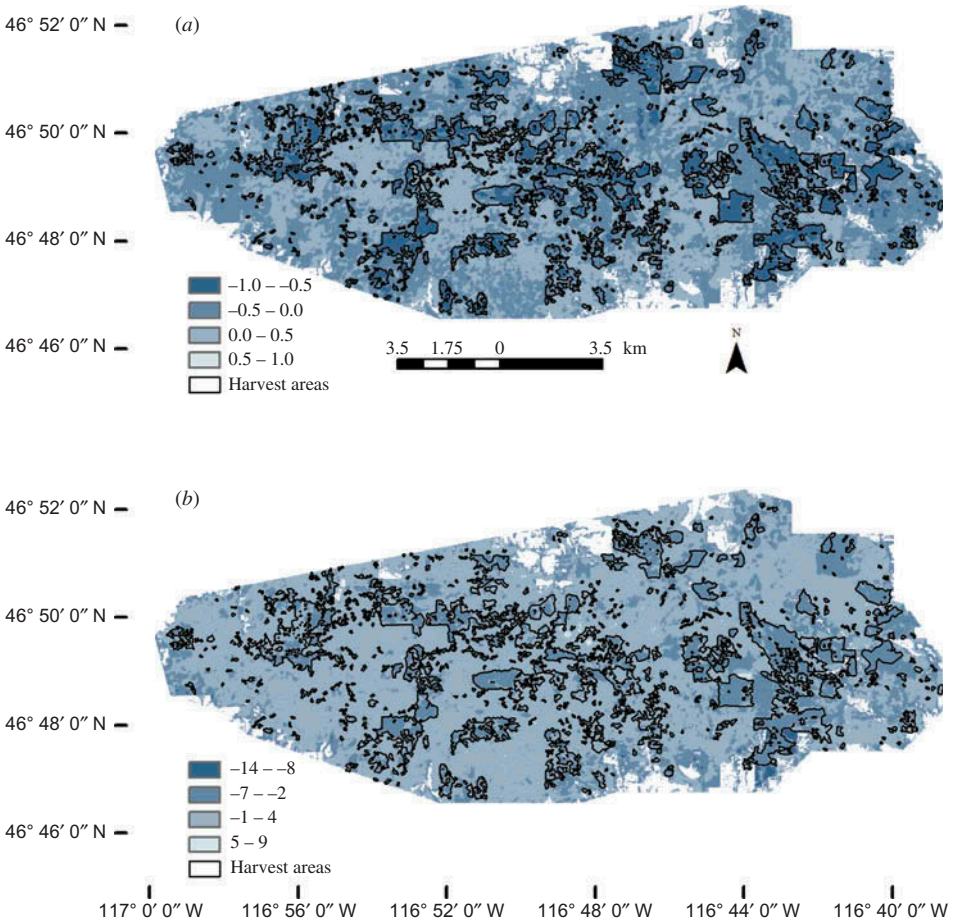 46° 52′ 0″ N
(a)
46° 50′ 0″ N
46° 48′ 0″ N
–1.0 – –0.5
–0.5 – 0.0
0.0 – 0.5
0.5 – 1.0
Harvest areas
46° 46′ 0″ N
3.5 1.75 0 3.5 km
N
46° 52′ 0″ N
(b)
46° 50′ 0″ N
46° 48′ 0″ N
–14 – –8
–7 – –2
–1 – 4
5 – 9
Harvest areas
46° 46′ 0″ N
117° 0′ 0″ W 116° 56′ 0″ W 116° 52′ 0″ W 116° 48′ 0″ W 116° 44′ 0″ W 116° 40′ 0″ W